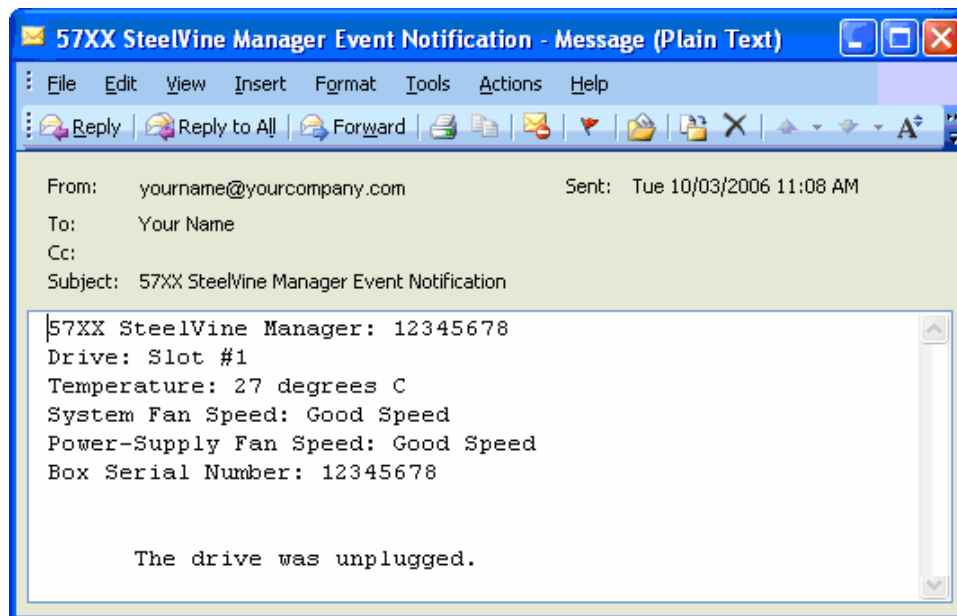 57XX SteelVine Manager Event Notification - Message (Plain Text)
File Edit View Insert Format Tools Actions Help
Reply Reply to All Forward A
From: yourname@yourcompany.com Sent: Tue 10/03/2006 11:08 AM
To: Your Name
Cc:
Subject: 57XX SteelVine Manager Event Notification
57XX SteelVine Manager: 12345678
Drive: Slot #1
Temperature: 27 degrees C
System Fan Speed: Good Speed
Power-Supply Fan Speed: Good Speed
Box Serial Number: 12345678
The drive was unplugged.